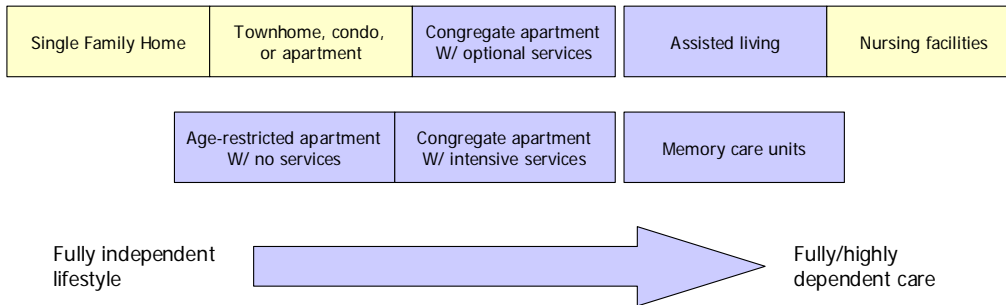 Single Family Home
Townhome, condo,
or apartment
Congregate apartment
W/ optional services
Assisted living
Nursing facilities
Age-restricted apartment
W/ no services
Congregate apartment
W/ intensive services
Memory care units
Fully independent
lifestyle
Fully/highly
dependent care